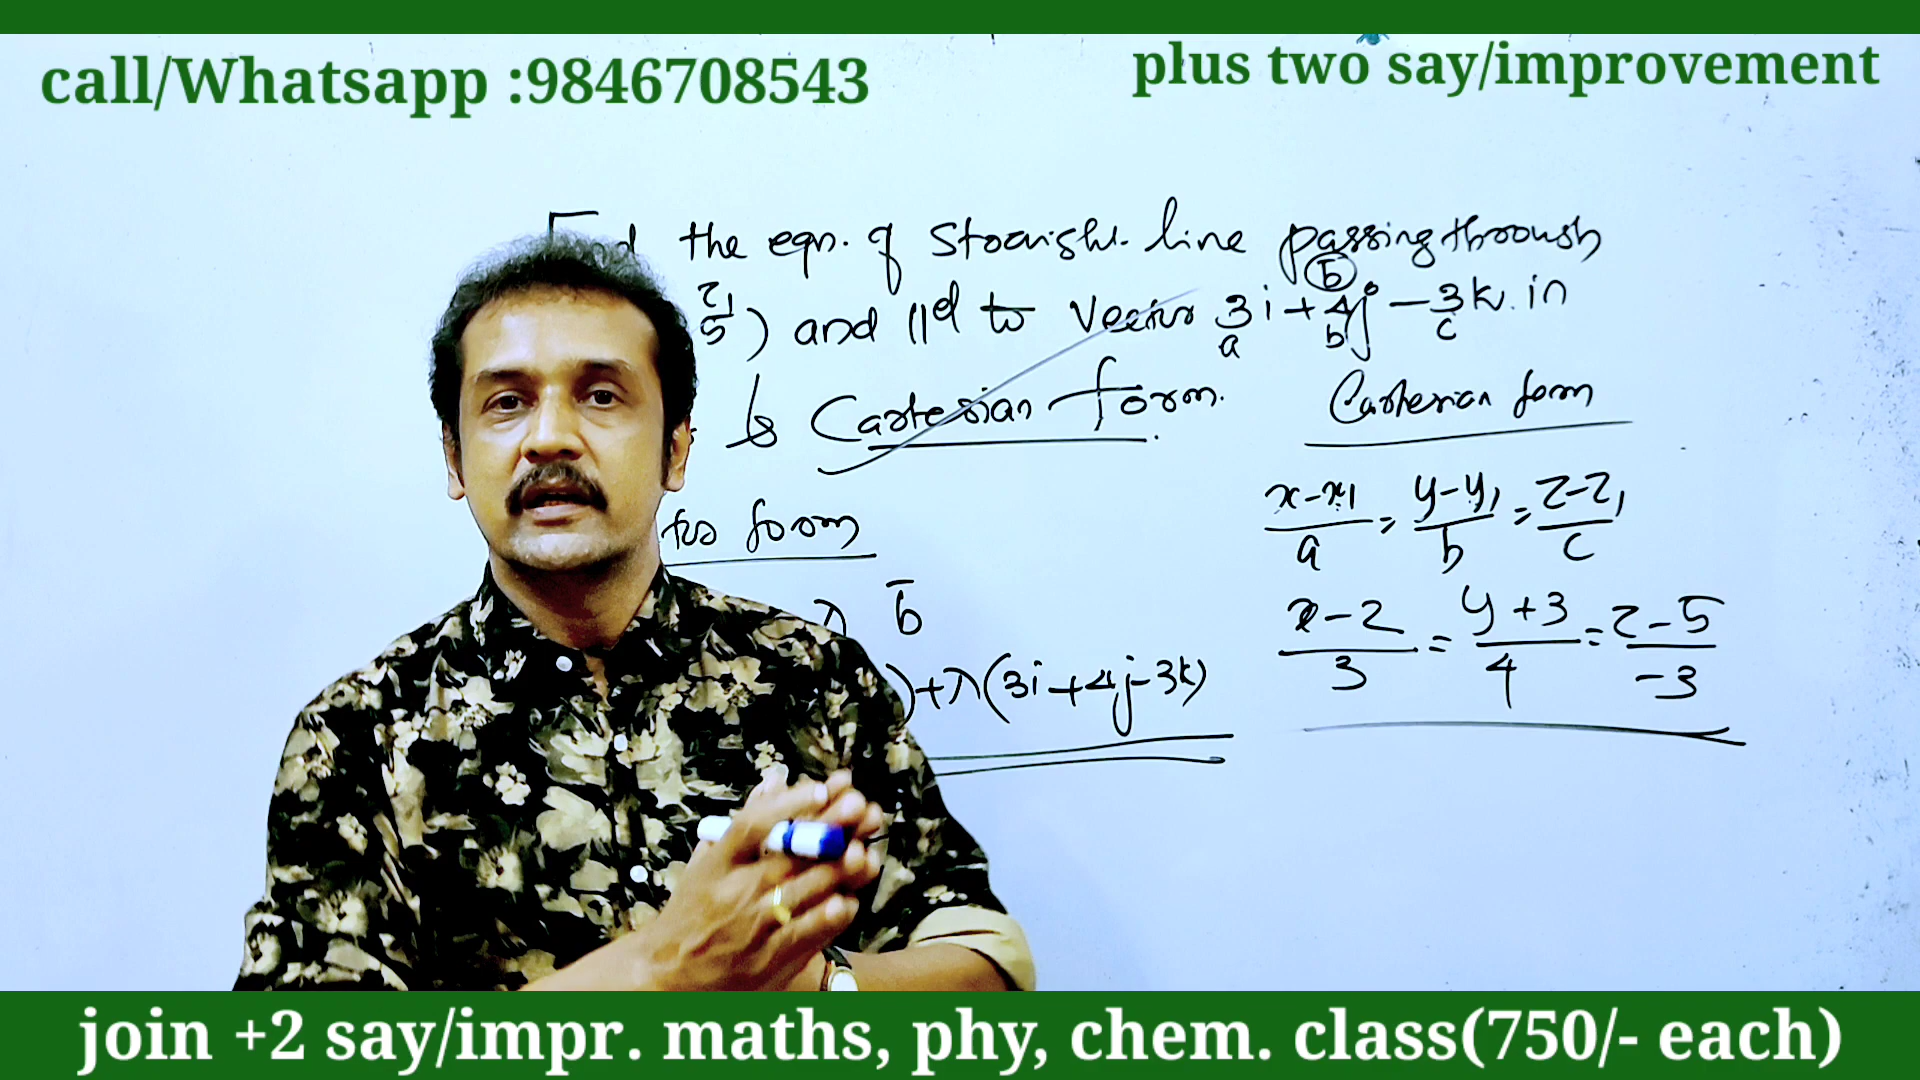 call/Whatsapp :9846708543
plus two say/improvement
the eqn. of Straight line passing through
z1
b
5) and ||el to Vector 3i + 4j - 3k in
a b c
& Cartesian form.
Cartesian form
form
x-x1/a = y-y1/b = z-z1/c
λ b
)+λ(3i+4j-3k)
x-2/3 = y+3/4 = z-5/-3
join +2 say/impr. maths, phy, chem. class(750/- each)